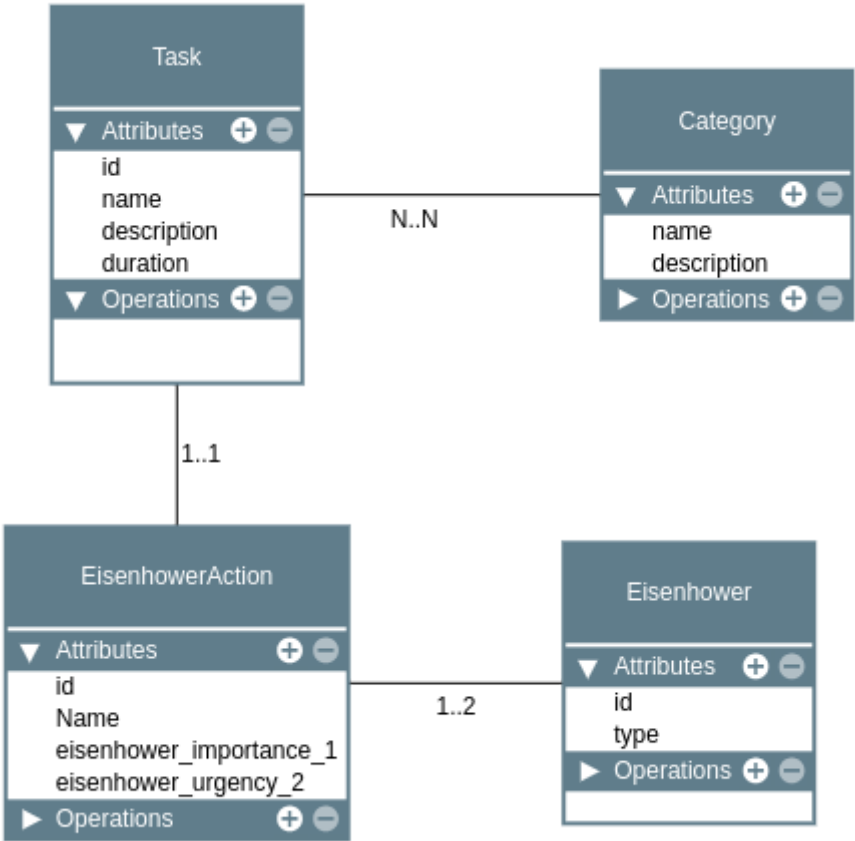 Task
Attributes
id
name
description
duration
Operations
N..N
Category
Attributes
name
description
Operations
1..1
EisenhowerAction
Attributes
id
Name
eisenhower_importance_1
eisenhower_urgency_2
Operations
1..2
Eisenhower
Attributes
id
type
Operations